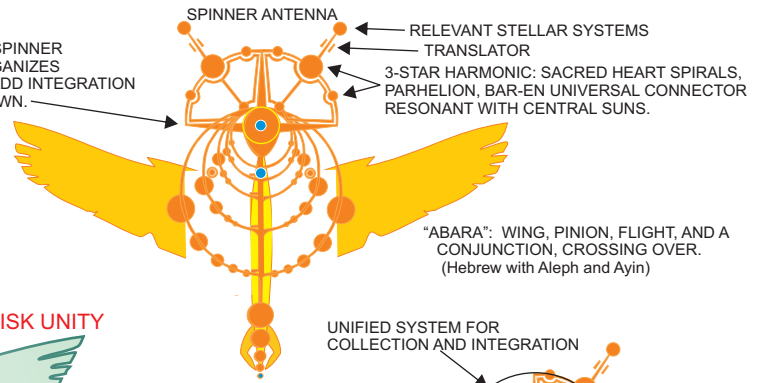 SPINNER ANTENNA
RELEVANT STELLAR SYSTEMS
TRANSLATOR
3-STAR HARMONIC: SACRED HEART SPIRALS,
PARHELION, BAR-EN UNIVERSAL CONNECTOR
RESONANT WITH CENTRAL SUNS.
SPINNER
GANIZES
DD INTEGRATION
WN.
“ABARA”: WING, PINION, FLIGHT, AND A
CONJUNCTION, CROSSING OVER.
(Hebrew with Aleph and Ayin)
ISK UNITY
UNIFIED SYSTEM FOR
COLLECTION AND INTEGRATION